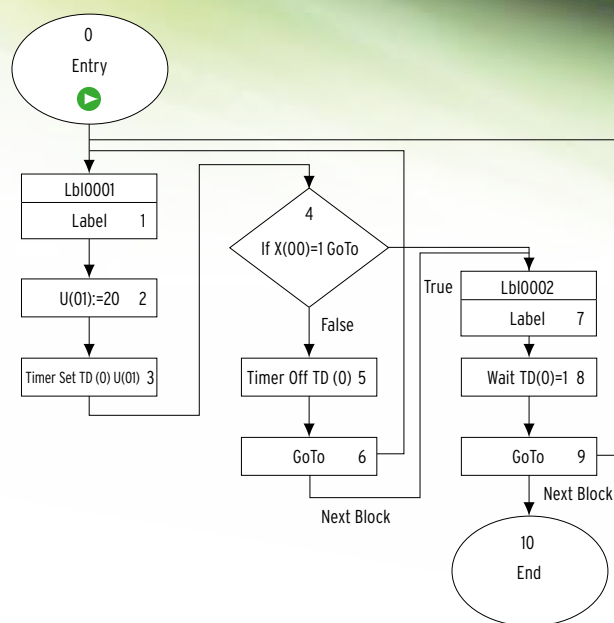 0
Entry
Lbl0001
Label 1
U(01):=20 2
Timer Set TD (0) U(01) 3
4
If X(00)=1 GoTo
False
Timer Off TD (0) 5
GoTo 6
Next Block
True
Lbl0002
Label 7
Wait TD(0)=1 8
GoTo 9
Next Block
10
End